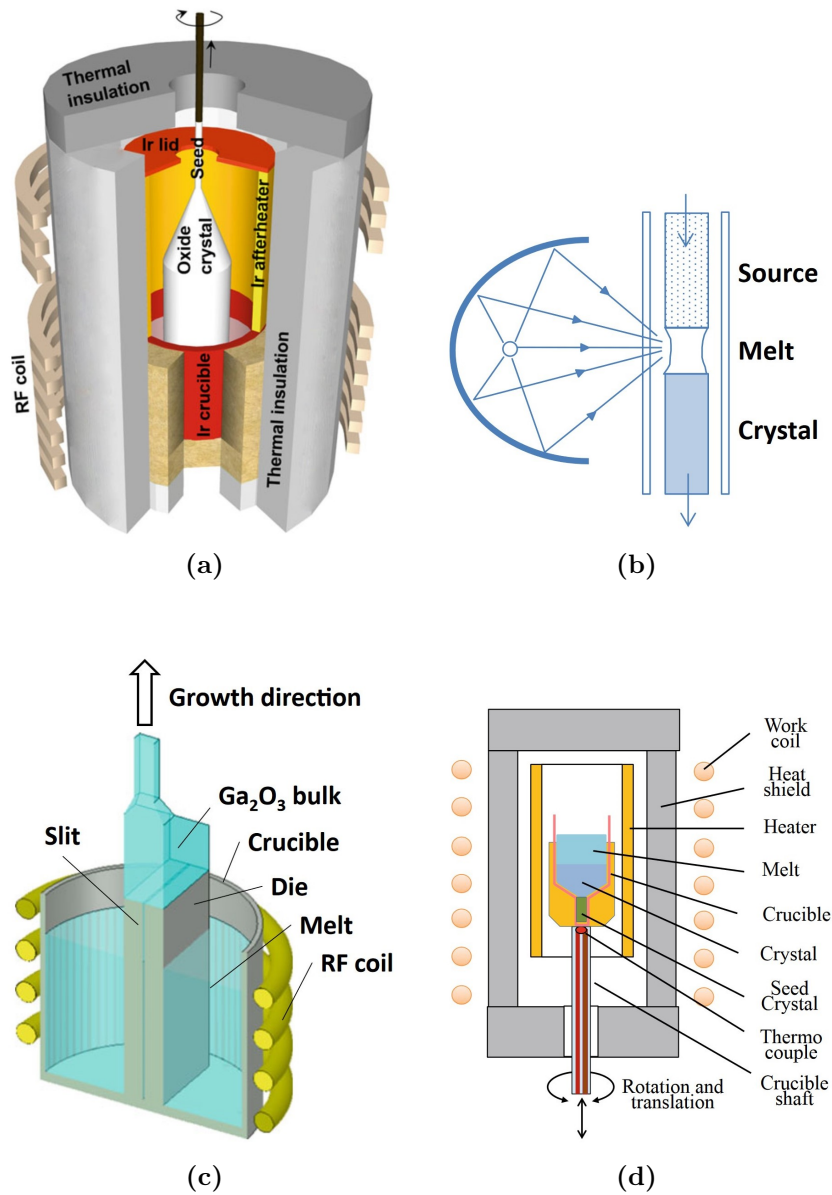 Thermal
insulation
Ir lid
Seed
Oxide
crystal
Ir afterheater
RF coil
Ir crucible
Thermal insulation
(a)
Source
Melt
Crystal
(b)
Growth direction
Ga₂O₃ bulk
Slit
Crucible
Die
Melt
RF coil
(c)
Work
coil
Heat
shield
Heater
Melt
Crucible
Crystal
Seed
Crystal
Thermo
couple
Crucible
shaft
Rotation and
translation
(d)